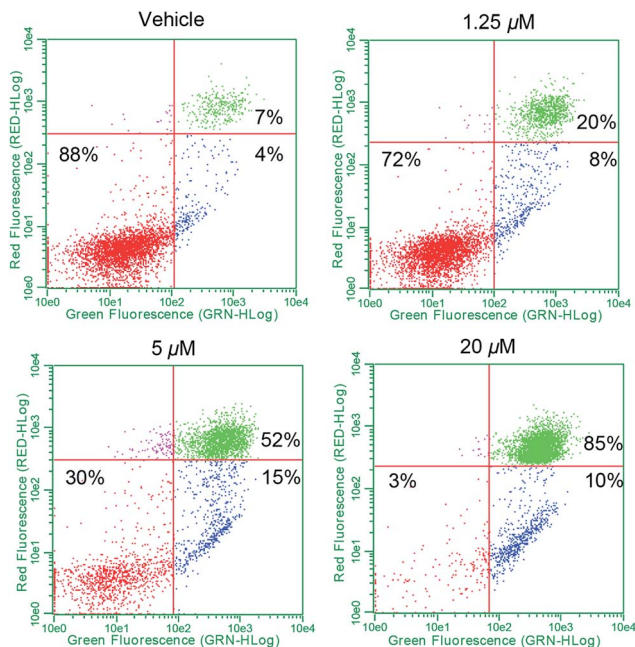 Vehicle
Red Fluorescence (RED-HLog)
10e4
10e3
10e2
10e1
10e0
7%
88%
4%
10e0 10e1 10e2 10e3 10e4
Green Fluorescence (GRN-HLog)
1.25 µM
Red Fluorescence (RED-HLog)
10e4
10e3
10e2
10e1
10e0
20%
72%
8%
10e0 10e1 10e2 10e3 10e4
Green Fluorescence (GRN-HLog)
5 µM
Red Fluorescence (RED-HLog)
10e4
10e3
10e2
10e1
10e0
52%
30%
15%
10e0 10e1 10e2 10e3 10e4
Green Fluorescence (GRN-HLog)
20 µM
Red Fluorescence (RED-HLog)
10e4
10e3
10e2
10e1
10e0
85%
3%
10%
10e0 10e1 10e2 10e3 10e4
Green Fluorescence (GRN-HLog)